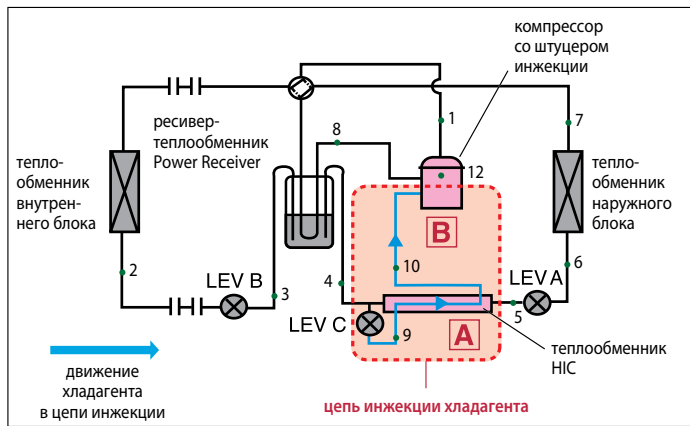 компрессор
со штуцером
инжекции
ресивер-
теплообменник
Power Receiver
8
1
7
12
тепло-
обменник
внутрен-
него блока
тепло-
обменник
наружного
блока
B
2
LEV B
3
4
10
LEV A
6
5
LEV C
9
A
теплообменник
HIC
движение
хладагента
в цепи инжекции
цепь инжекции хладагента